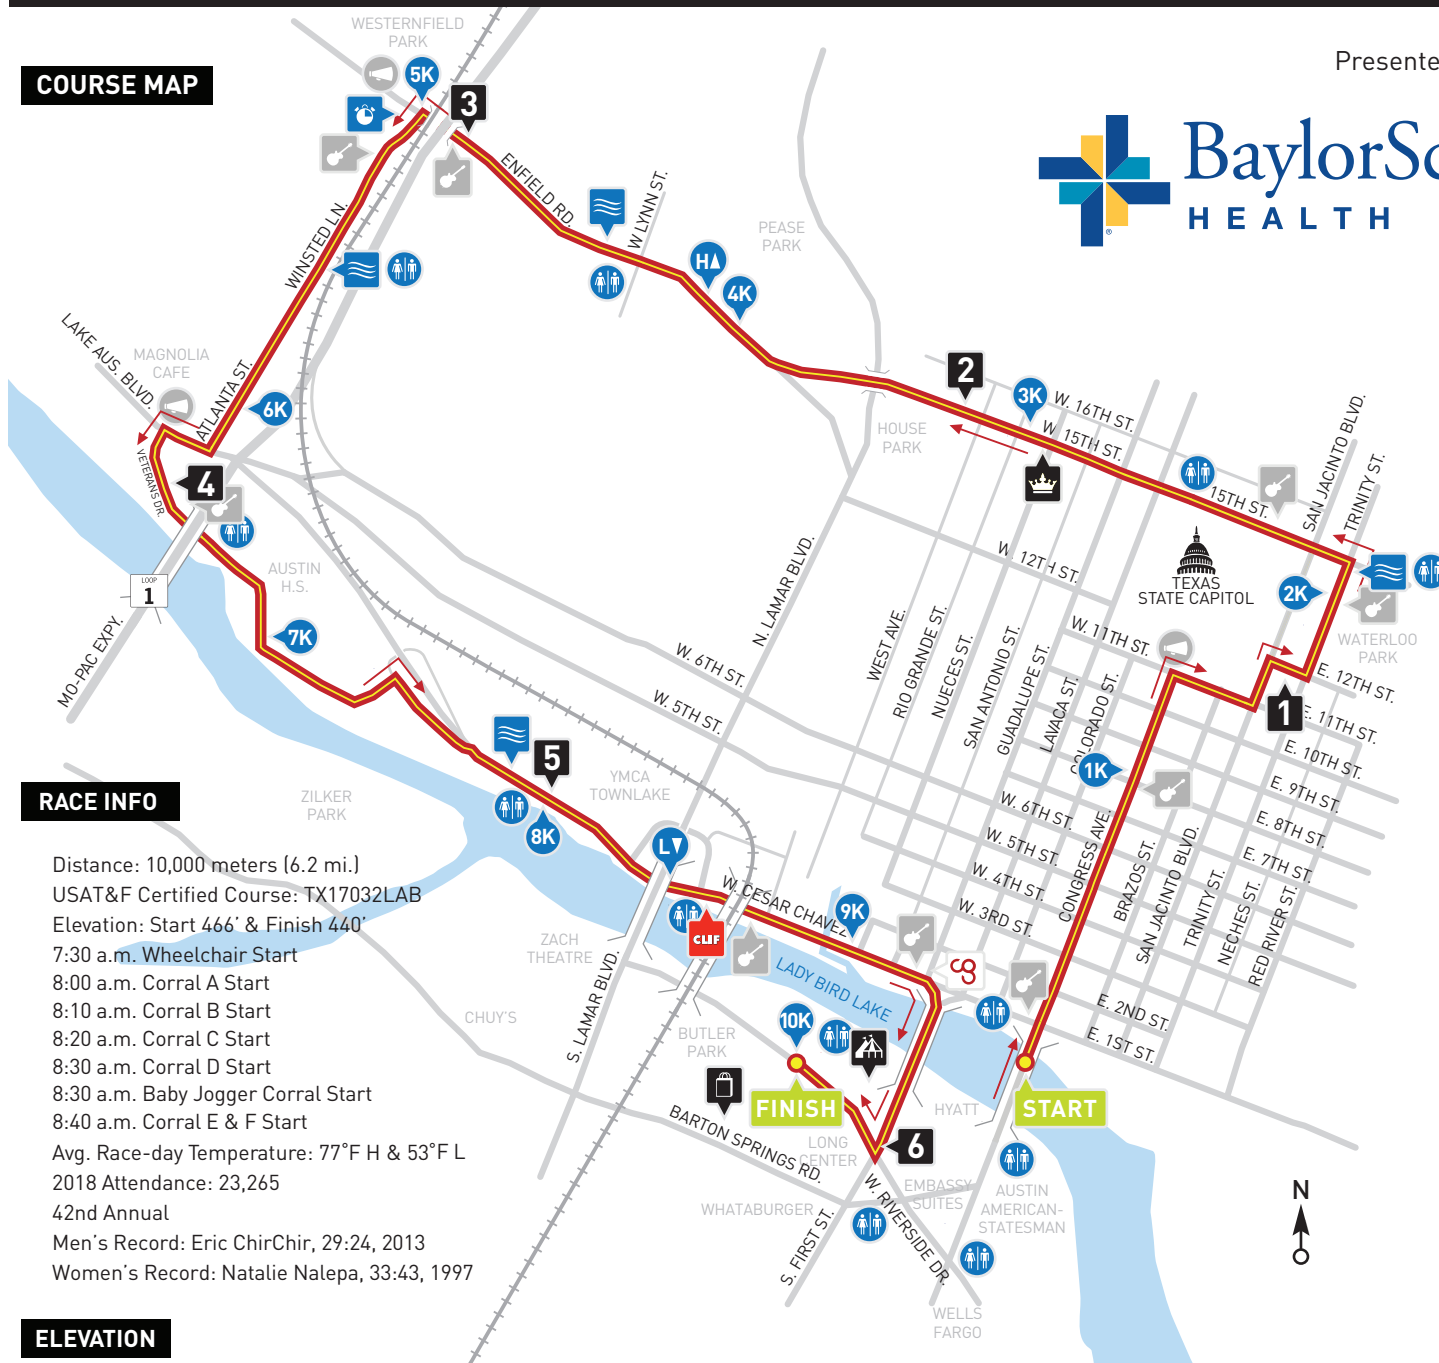 WESTERNFIELD
PARK
COURSE MAP
Presente
BaylorSc
HEALTH
®
5K
3
ENFIELD RD.
W LYNN ST.
PEASE
PARK
H
4K
WINSTED LN.
LAKE AUS. BLVD.
MAGNOLIA
CAFE
ATLANTA ST.
6K
VETERANS DR.
4
2
3K
W. 16TH ST.
W. 15TH ST.
15TH ST.
HOUSE
PARK
SAN JACINTO BLVD.
TRINITY ST.
W. 12TH ST.
TEXAS
STATE CAPITOL
2K
WATERLOO
PARK
AUSTIN
H.S.
LOOP
1
MO-PAC EXPY.
7K
N. LAMAR BLVD.
W. 6TH ST.
W. 5TH ST.
WEST AVE.
RIO GRANDE ST.
NUECES ST.
SAN ANTONIO ST.
GUADALUPE ST.
LAVACA ST.
COLORADO ST.
W. 11TH ST.
E. 12TH ST.
1
E. 11TH ST.
E. 10TH ST.
E. 9TH ST.
E. 8TH ST.
E. 7TH ST.
1K
5
8K
YMCA
TOWNLAKE
ZILKER
PARK
L
W. 6TH ST.
W. 5TH ST.
W. 4TH ST.
W. 3RD ST.
CONGRESS AVE.
BRAZOS ST.
SAN JACINTO BLVD.
TRINITY ST.
NECHES ST.
RED RIVER ST.
W. CESAR CHAVEZ
9K
CLIF
ZACH
THEATRE
S. LAMAR BLVD.
LADY BIRD LAKE
E. 2ND ST.
E. 1ST ST.
CHUY'S
BUTLER
PARK
10K
FINISH
START
HYATT
BARTON SPRINGS RD.
LONG
CENTER
6
EMBASSY
SUITES
AUSTIN
AMERICAN-
STATESMAN
WHATABURGER
S. FIRST ST.
W. RIVERSIDE DR.
WELLS
FARGO
N
RACE INFO
Distance: 10,000 meters (6.2 mi.)
USAT&F Certified Course: TX17032LAB
Elevation: Start 466' & Finish 440'
7:30 a.m. Wheelchair Start
8:00 a.m. Corral A Start
8:10 a.m. Corral B Start
8:20 a.m. Corral C Start
8:30 a.m. Corral D Start
8:30 a.m. Baby Jogger Corral Start
8:40 a.m. Corral E & F Start
Avg. Race-day Temperature: 77°F H & 53°F L
2018 Attendance: 23,265
42nd Annual
Men's Record: Eric ChirChir, 29:24, 2013
Women's Record: Natalie Nalepa, 33:43, 1997
ELEVATION